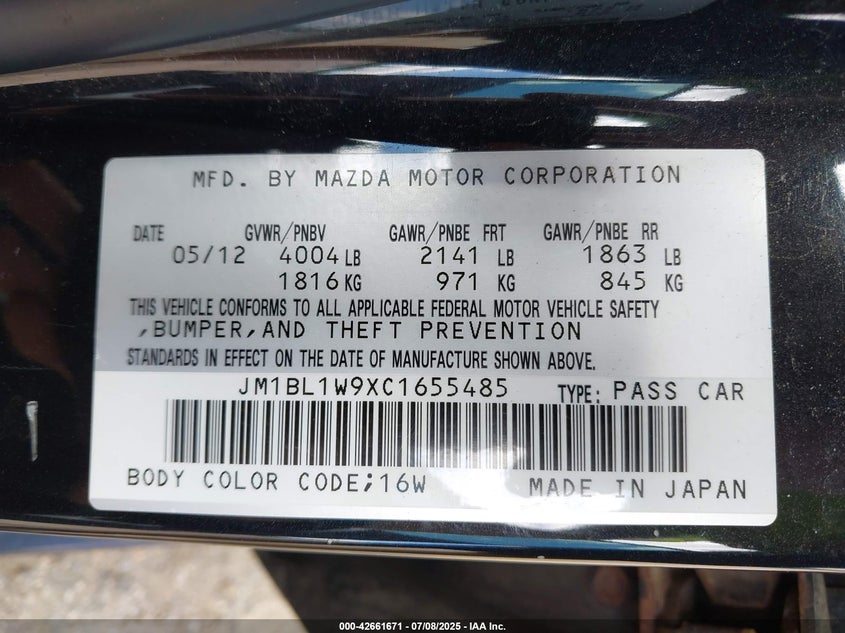 MFD. BY MAZDA MOTOR CORPORATION
DATE GVWR/PNBV GAWR/PNBE FRT GAWR/PNBE RR
05/12 4004 LB 2141 LB 1863 LB
1816 KG 971 KG 845 KG
THIS VEHICLE CONFORMS TO ALL APPLICABLE FEDERAL MOTOR VEHICLE SAFETY
,BUMPER,AND THEFT PREVENTION
STANDARDS IN EFFECT ON THE DATE OF MANUFACTURE SHOWN ABOVE.
JM1BL1W9XC1655485 TYPE: PASS CAR
BODY COLOR CODE;16W MADE IN JAPAN
000-42661671 | 07/08/2025 - IAA Inc.